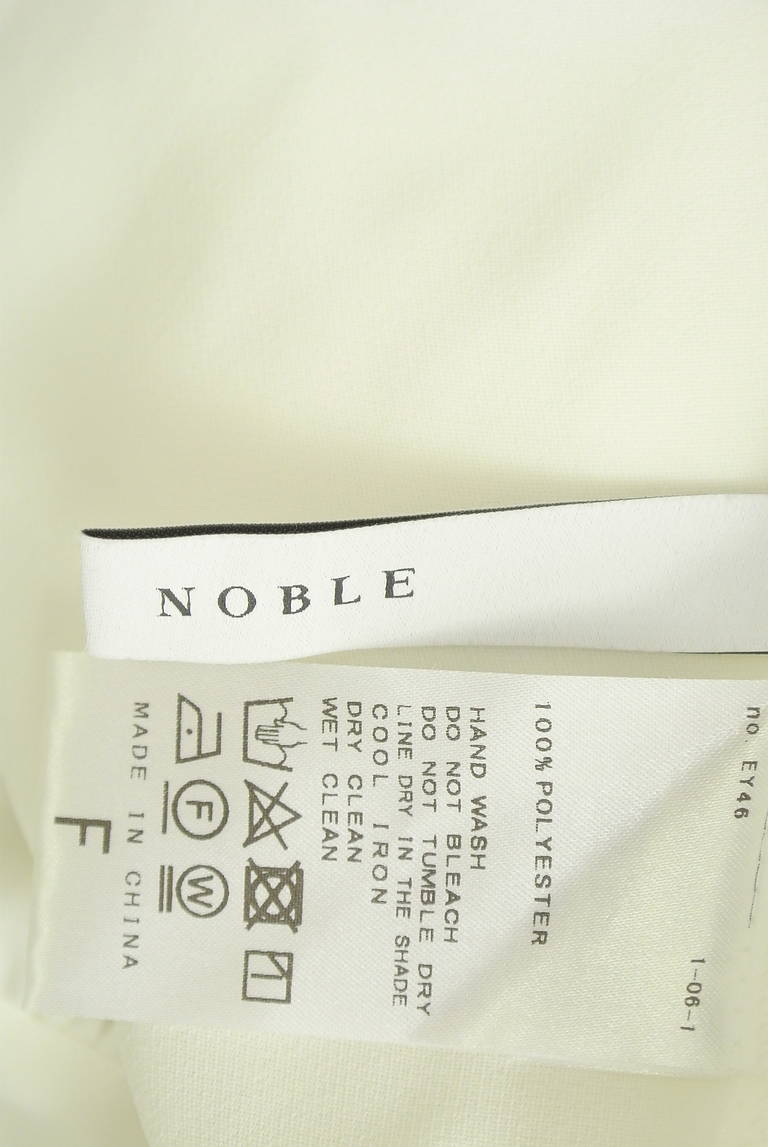 NOBLE
no. EY46
1-06-1
100% POLYESTER
HAND WASH
DO NOT BLEACH
DO NOT TUMBLE DRY
LINE DRY IN THE SHADE
COOL IRON
DRY CLEAN
WET CLEAN
F W
MADE IN CHINA
F